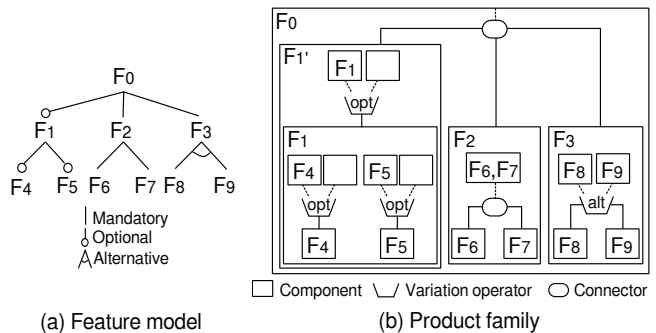 F0
F1 F2 F3
F4 F5 F6 F7 F8 F9
Mandatory
Optional
Alternative
(a) Feature model
F0
F1'
F1
opt
F1
F4 F5
opt opt
F4 F5
F2
F6,F7
F6 F7
F3
F8 F9
alt
F8 F9
Component Variation operator Connector
(b) Product family